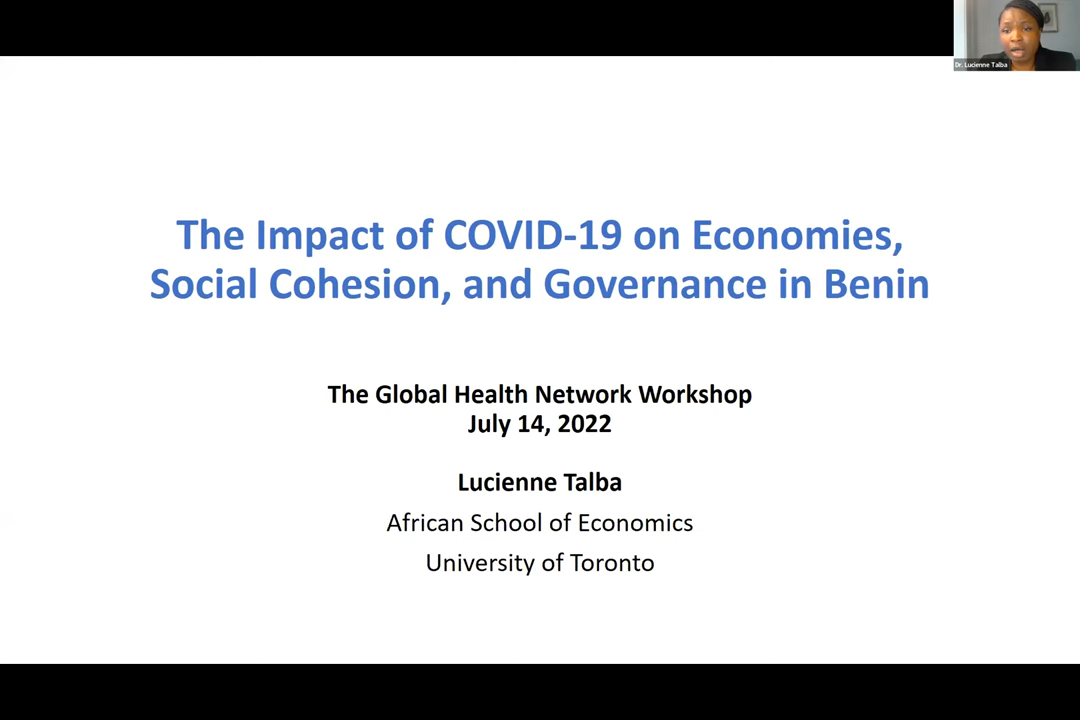 Dr. Lucienne Talba
The Impact of COVID-19 on Economies,
Social Cohesion, and Governance in Benin
The Global Health Network Workshop
July 14, 2022
Lucienne Talba
African School of Economics
University of Toronto